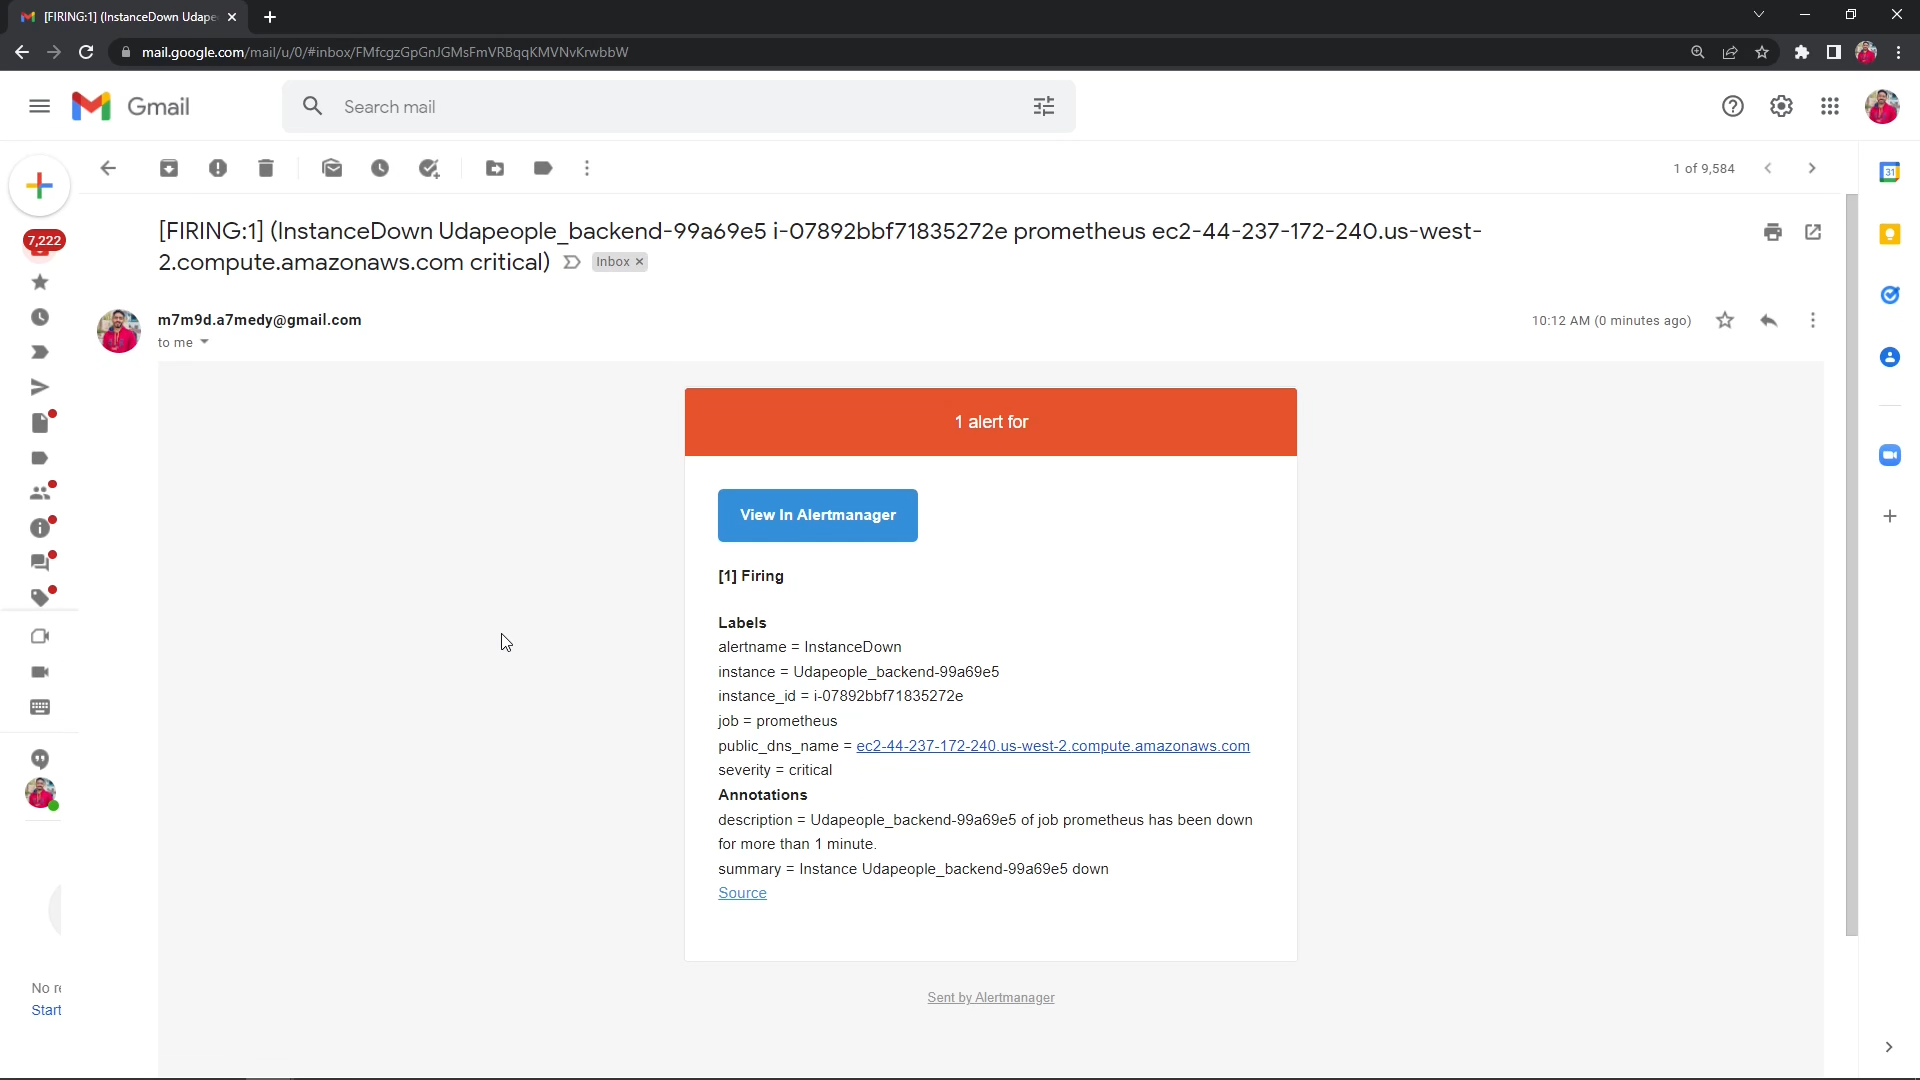 [FIRING:1] (InstanceDown Udape
mail.google.com/mail/u/0/#inbox/FMfcgzGpGnJGMsFmVRBqqKMVNvKrwbbW
Gmail
Search mail
1 of 9,584
7,222
[FIRING:1] (InstanceDown Udapeople_backend-99a69e5 i-07892bbf71835272e prometheus ec2-44-237-172-240.us-west-
2.compute.amazonaws.com critical)
Inbox ×
m7m9d.a7medy@gmail.com
10:12 AM (0 minutes ago)
to me
31
1 alert for
View In Alertmanager
[1] Firing
Labels
alertname = InstanceDown
instance = Udapeople_backend-99a69e5
instance_id = i-07892bbf71835272e
job = prometheus
public_dns_name = ec2-44-237-172-240.us-west-2.compute.amazonaws.com
severity = critical
Annotations
description = Udapeople_backend-99a69e5 of job prometheus has been down
for more than 1 minute.
summary = Instance Udapeople_backend-99a69e5 down
Source
Sent by Alertmanager
No re
Start